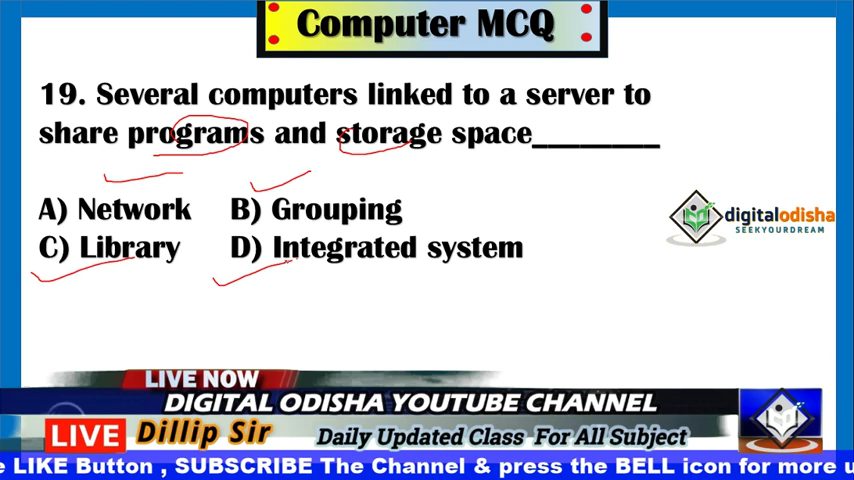 Computer MCQ
19. Several computers linked to a server to
share programs and storage space_________
A) Network B) Grouping
C) Library D) Integrated system
digitalodisha
SEEKYOURDREAM
LIVE NOW
DIGITAL ODISHA YOUTUBE CHANNEL
LIVE Dillip Sir Daily Updated Class For All Subject
LIKE Button , SUBSCRIBE The Channel & press the BELL icon for more